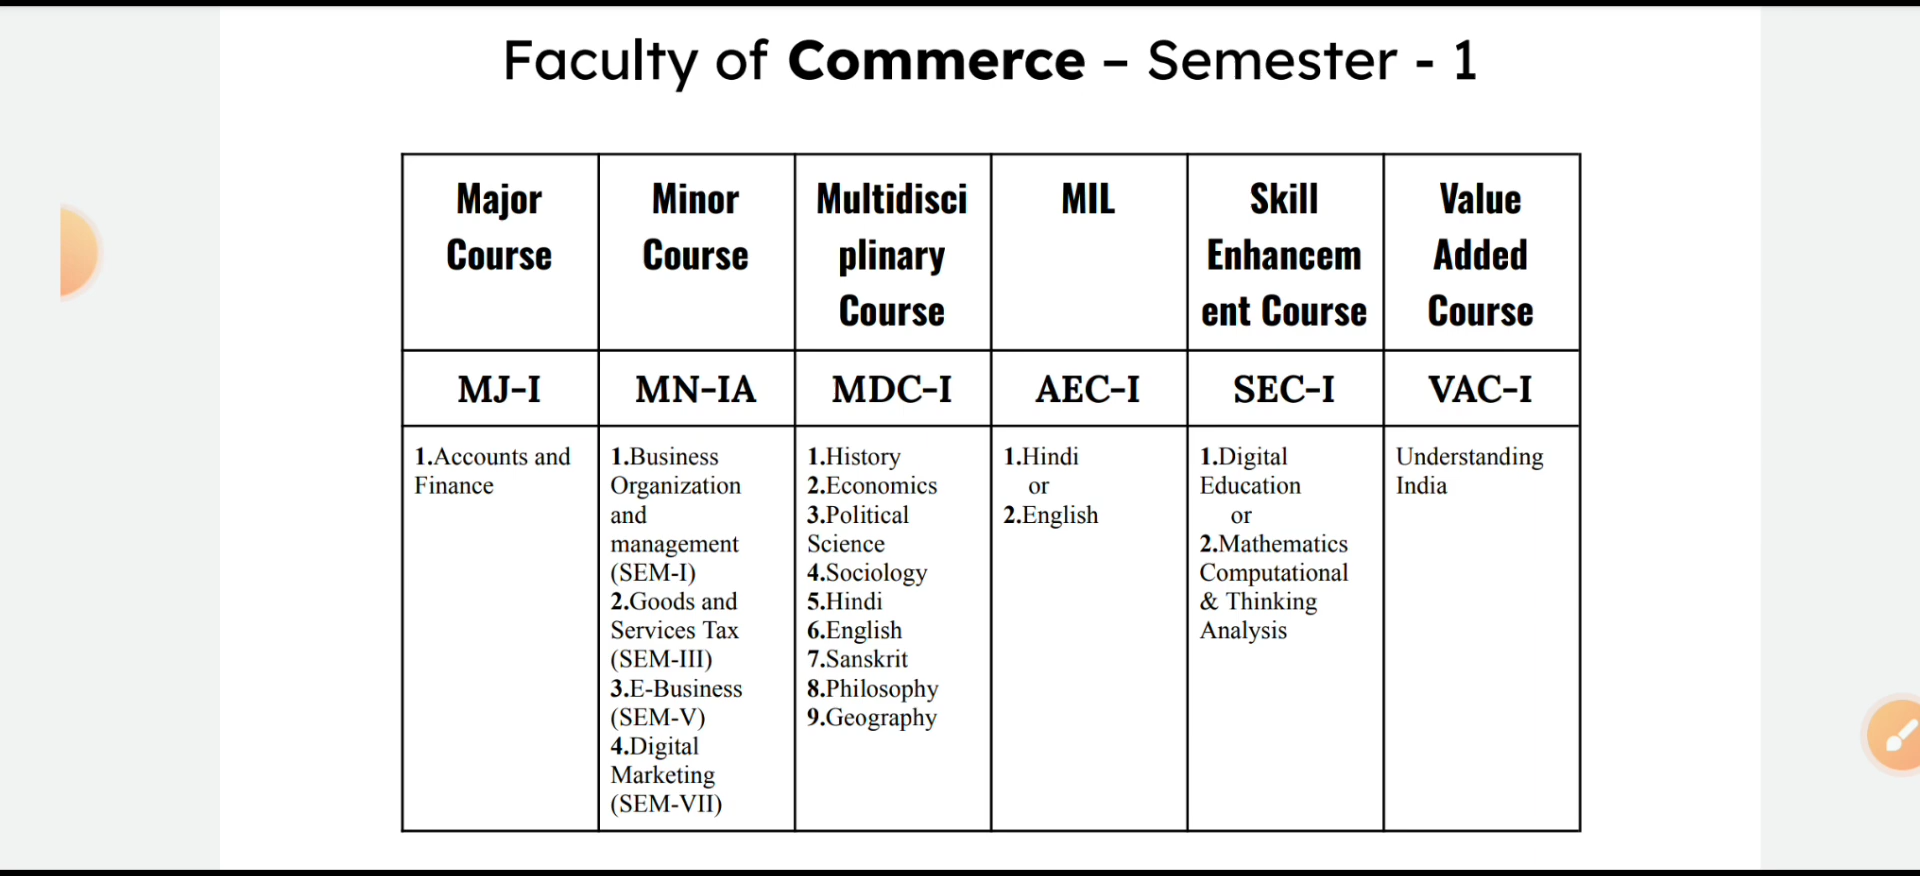 Faculty of Commerce – Semester - 1
Major
Course
Minor
Course
Multidisci
plinary
Course
MIL
Skill
Enhancem
ent Course
Value
Added
Course
MJ-I
MN-IA
MDC-I
AEC-I
SEC-I
VAC-I
1.Accounts and
Finance
1.Business
Organization
and
management
(SEM-I)
2.Goods and
Services Tax
(SEM-III)
3.E-Business
(SEM-V)
4.Digital
Marketing
(SEM-VII)
1.History
2.Economics
3.Political
Science
4.Sociology
5.Hindi
6.English
7.Sanskrit
8.Philosophy
9.Geography
1.Hindi
or
2.English
1.Digital
Education
or
2.Mathematics
Computational
& Thinking
Analysis
Understanding
India